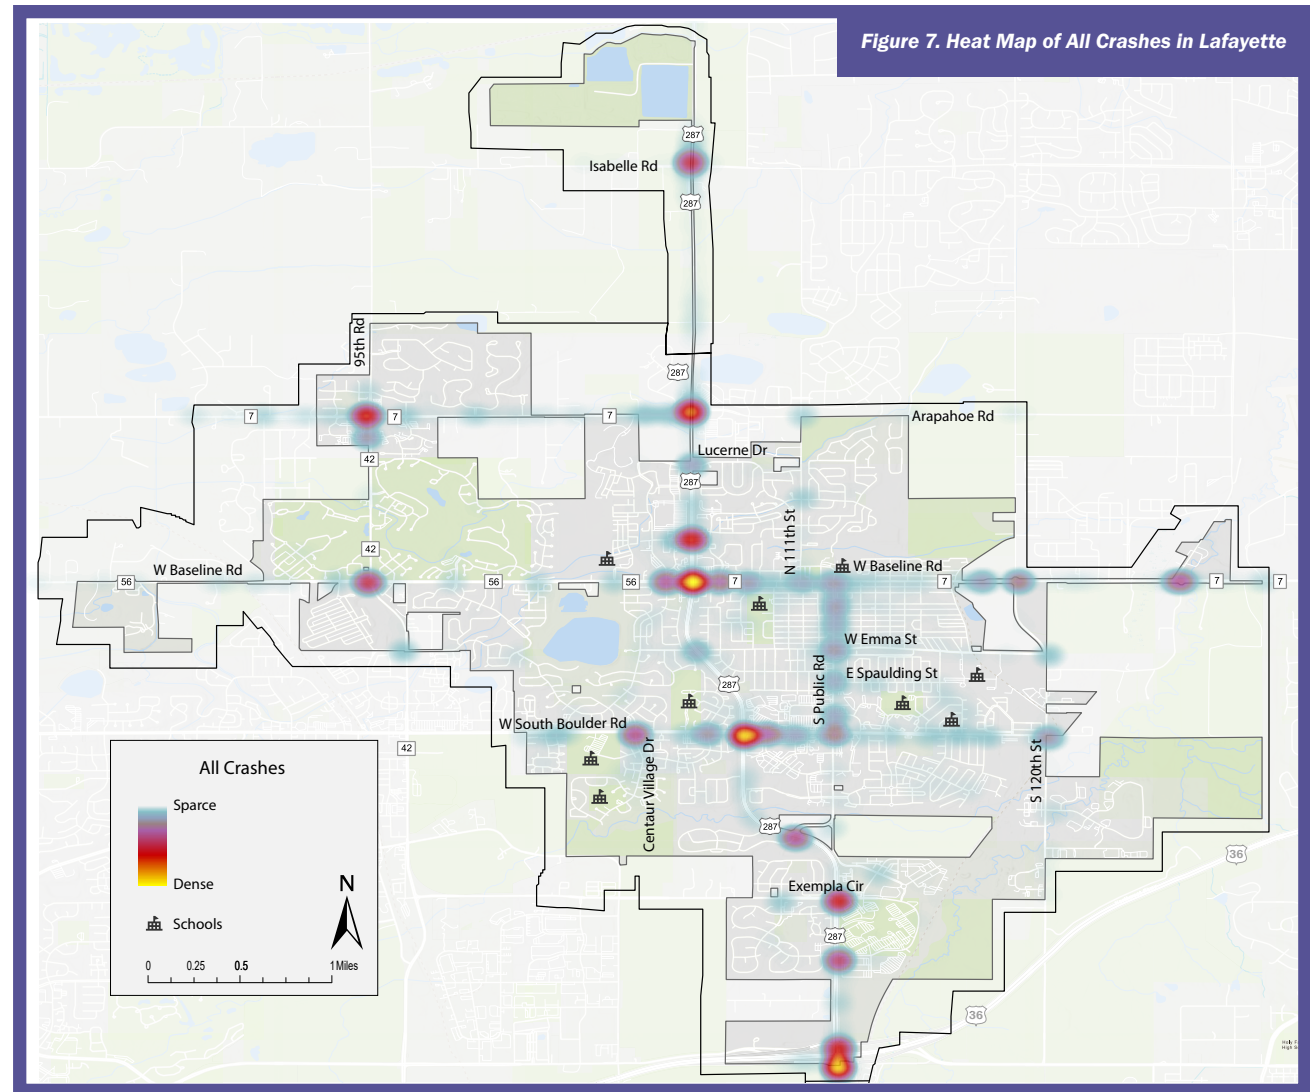 Figure 7. Heat Map of All Crashes in Lafayette
287
Isabelle Rd
287
95th Rd
287
7
7
7
Arapahoe Rd
Lucerne Dr
42
287
N 111th St
42
W Baseline Rd
W Baseline Rd
56
56
56
7
7
7
7
W Emma St
S Public Rd
E Spaulding St
287
W South Boulder Rd
42
Centaur Village Dr
S 120th St
287
36
Exempla Cir
287
36
All Crashes
Sparce
Dense
Schools
N
0 0.25 0.5 1 Miles